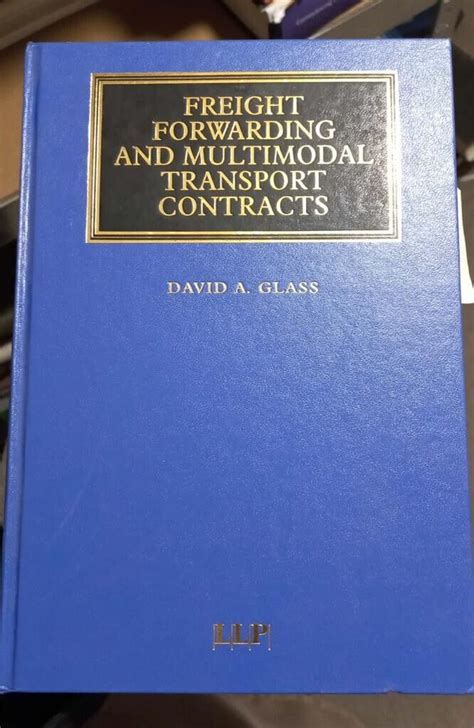 FREIGHT
FORWARDING
AND MULTIMODAL
TRANSPORT
CONTRACTS
DAVID A. GLASS
LLP